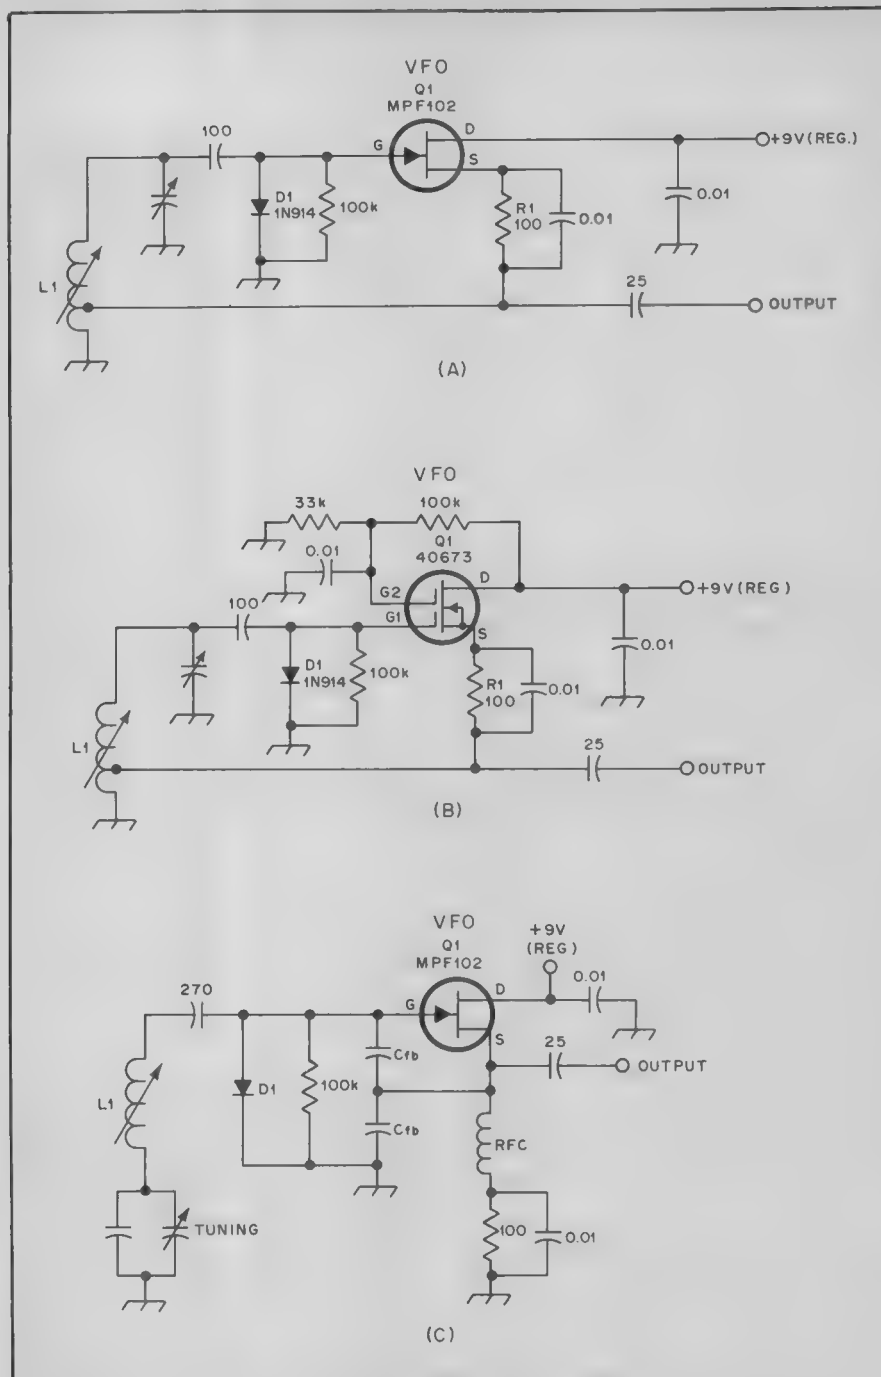 VFO
Q1
MPF102
100
G
D
S
+9V (REG.)
D1
1N914
100k
R1
100
0.01
0.01
L1
25
OUTPUT
(A)
VFO
33k
100k
Q1
40673
0.01
D
G2
+9V (REG)
100
G1
S
0.01
D1
1N914
100k
R1
100
0.01
L1
25
OUTPUT
(B)
VFO
Q1
MPF102
+9V
(REG)
0.01
270
D
G
S
25
OUTPUT
Cfb
L1
D1
100k
Cfb
RFC
TUNING
100
0.01
(C)